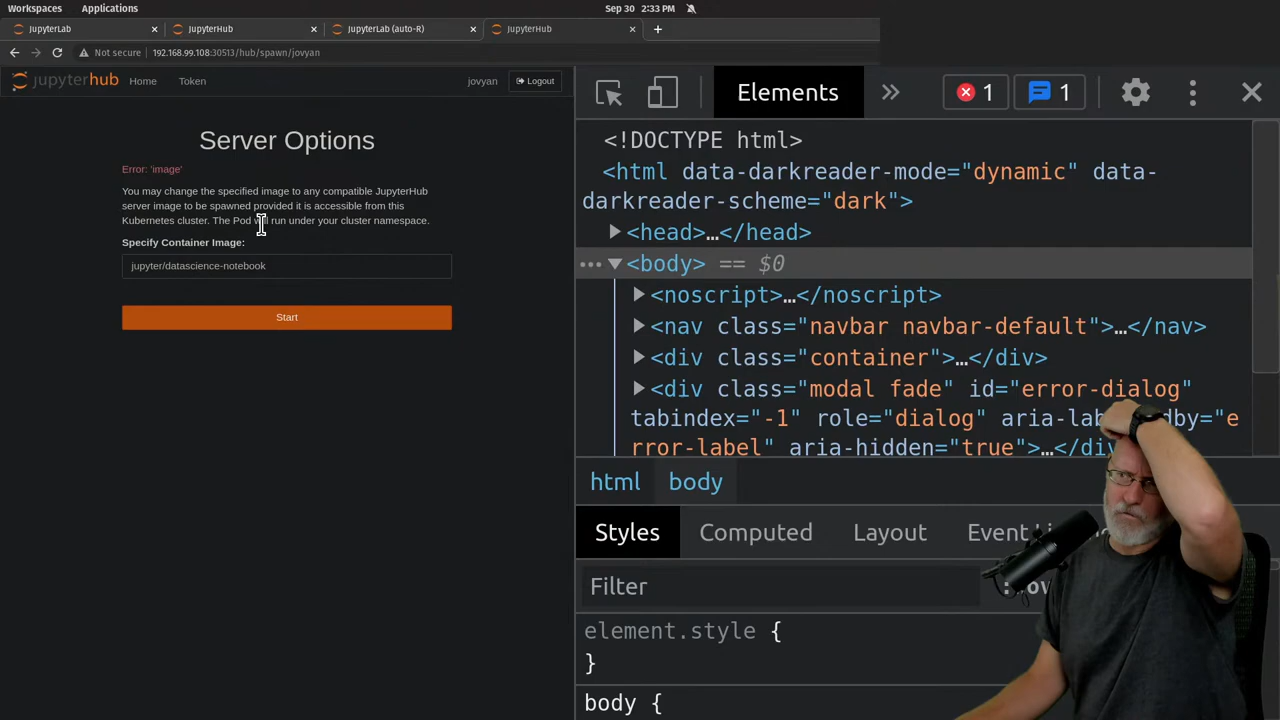 Workspaces Applications Sep 30 2:33 PM
JupyterLab JupyterHub JupyterLab (auto-R) JupyterHub
Not secure 192.168.99.108:30513/hub/spawn/jovyan
jupyterhub Home Token jovyan Logout
Server Options
Error: 'image'
You may change the specified image to any compatible JupyterHub
server image to be spawned provided it is accessible from this
Kubernetes cluster. The Pod will run under your cluster namespace.
Specify Container Image:
jupyter/datascience-notebook
Start
Elements 1 1
<!DOCTYPE html>
<html data-darkreader-mode="dynamic" data-
darkreader-scheme="dark">
<head>…</head>
<body> == $0
<noscript>…</noscript>
<nav class="navbar navbar-default">…</nav>
<div class="container">…</div>
<div class="modal fade" id="error-dialog"
tabindex="-1" role="dialog" e
rror-label" aria-hidden="true">…
html body
Styles Computed Layout Event
Filter
element.style {
}
body {